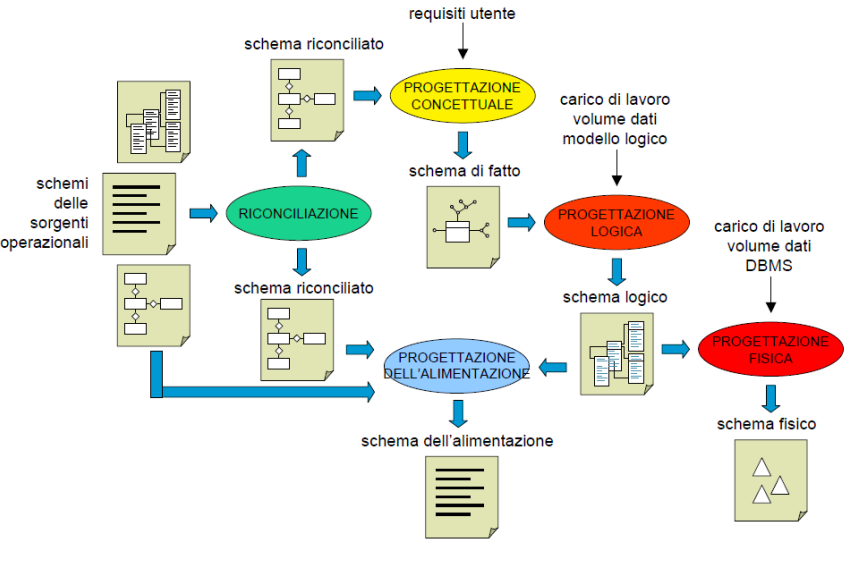 requisiti utente
schema riconciliato
PROGETTAZIONE
CONCETTUALE
carico di lavoro
volume dati
modello logico
schema di fatto
schemi
delle
sorgenti
operazionali
RICONCILIAZIONE
PROGETTAZIONE
LOGICA
carico di lavoro
volume dati
DBMS
schema riconciliato
schema logico
PROGETTAZIONE
FISICA
PROGETTAZIONE
DELL'ALIMENTAZIONE
schema fisico
schema dell'alimentazione